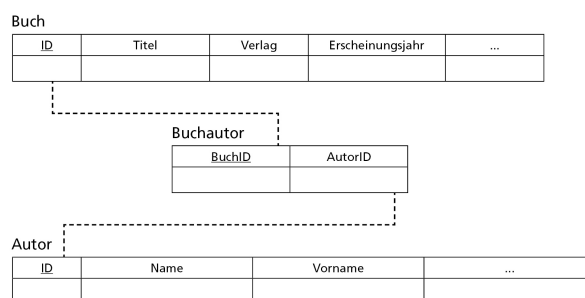 Buch
ID Titel Verlag Erscheinungsjahr ...
Buchautor
BuchID AutorID
Autor
ID Name Vorname ...